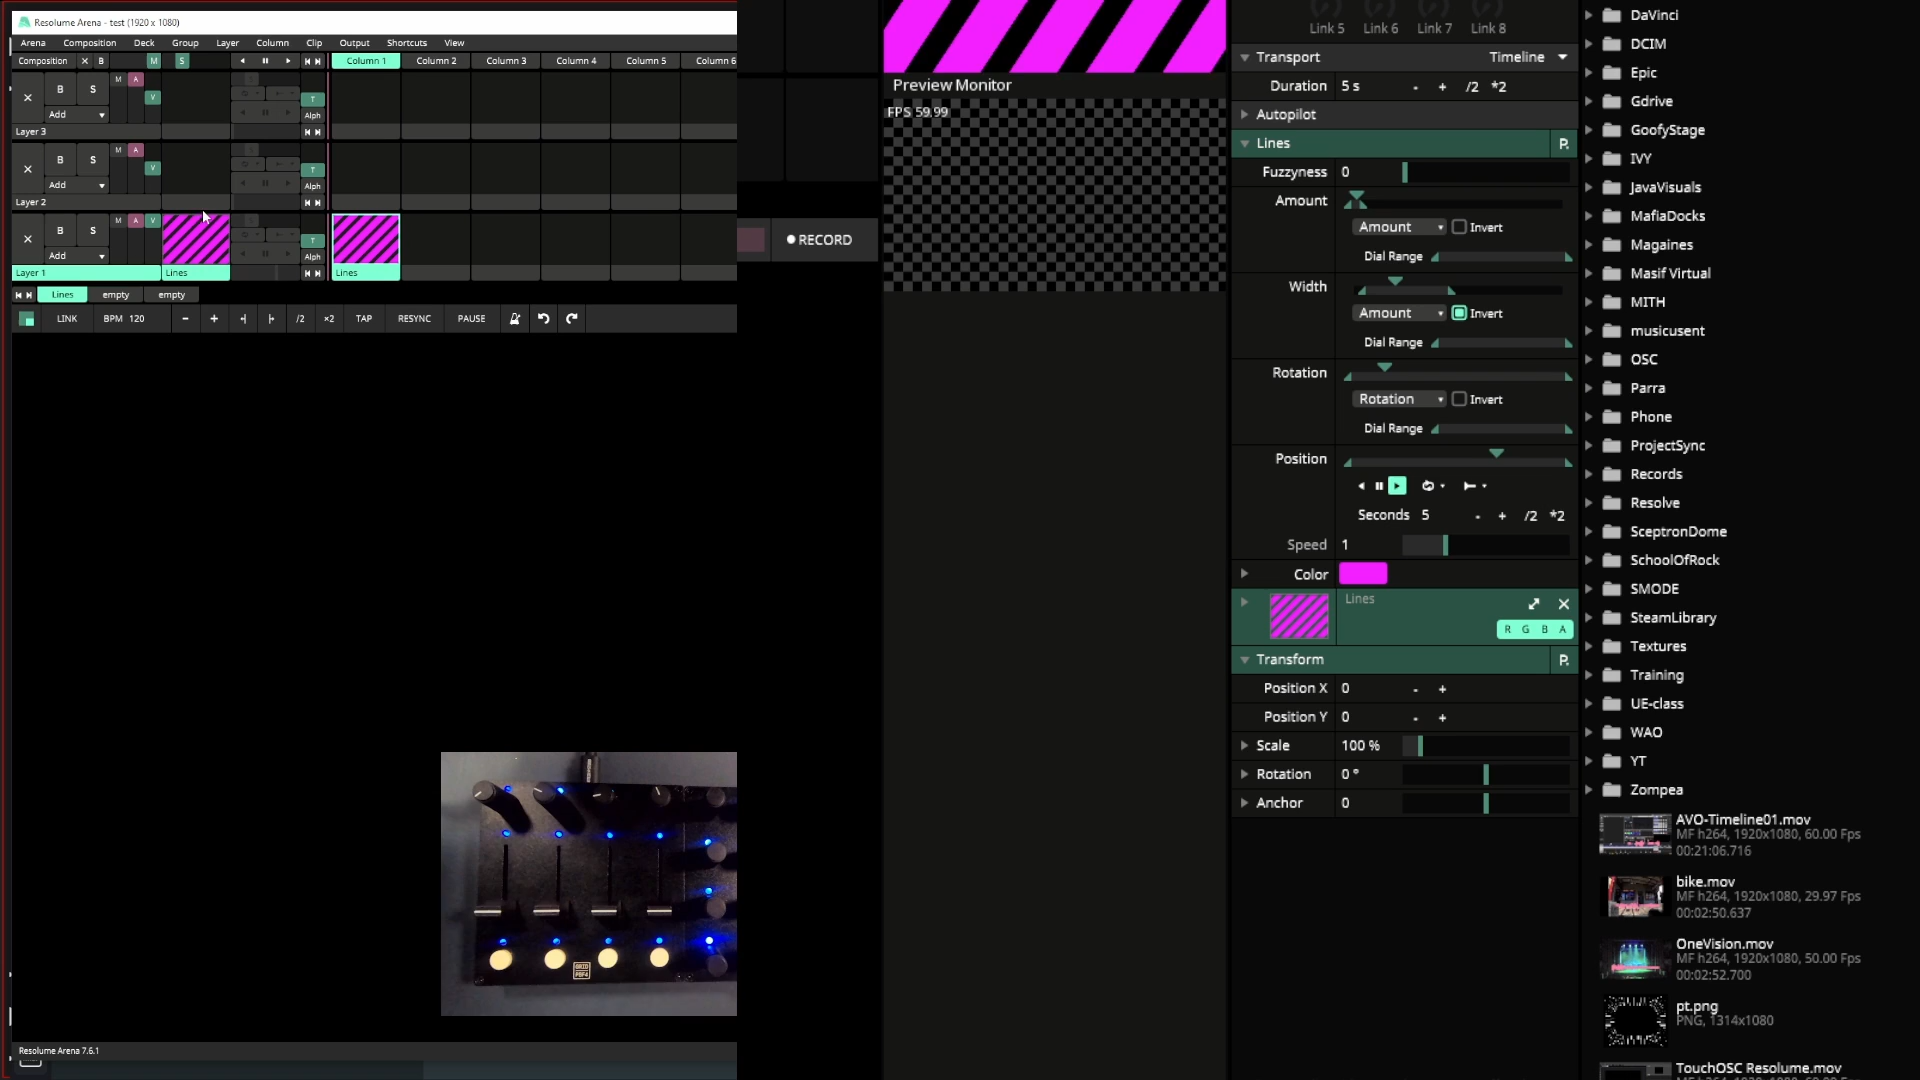 Resolume Arena - test (1920 x 1080)
Arena Composition Deck Group Layer Column Clip Output Shortcuts View
Composition X B M S Column 1 Column 2 Column 3 Column 4 Column 5 Column 6
B S M A V T
Add Alph
Layer 3
B S M A V T
Add Alph
Layer 2
B S M A V T
Add Alph
Layer 1 Lines Lines
Lines empty empty
LINK BPM 120 - + /2 ×2 TAP RESYNC PAUSE
GRID
PBF4
Resolume Arena 7.6.1
RECORD
Preview Monitor
FPS 59.99
Link 5 Link 6 Link 7 Link 8
Transport Timeline
Duration 5 s - + /2 *2
Autopilot
Lines P.
Fuzzyness 0
Amount
Amount Invert
Dial Range
Width
Amount Invert
Dial Range
Rotation
Rotation Invert
Dial Range
Position
Seconds 5 - + /2 *2
Speed 1
Color
Lines
R G B A
Transform P.
Position X 0 - +
Position Y 0 - +
Scale 100 %
Rotation 0 °
Anchor 0
DaVinci
DCIM
Epic
Gdrive
GoofyStage
IVY
JavaVisuals
MafiaDocks
Magaines
Masif Virtual
MITH
musicusent
OSC
Parra
Phone
ProjectSync
Records
Resolve
SceptronDome
SchoolOfRock
SMODE
SteamLibrary
Textures
Training
UE-class
WAO
YT
Zompea
AVO-Timeline01.mov
MF h264, 1920x1080, 60.00 Fps
00:21:06.716
bike.mov
MF h264, 1920x1080, 29.97 Fps
00:02:50.637
OneVision.mov
MF h264, 1920x1080, 50.00 Fps
00:02:52.700
pt.png
PNG, 1314x1080
TouchOSC Resolume.mov